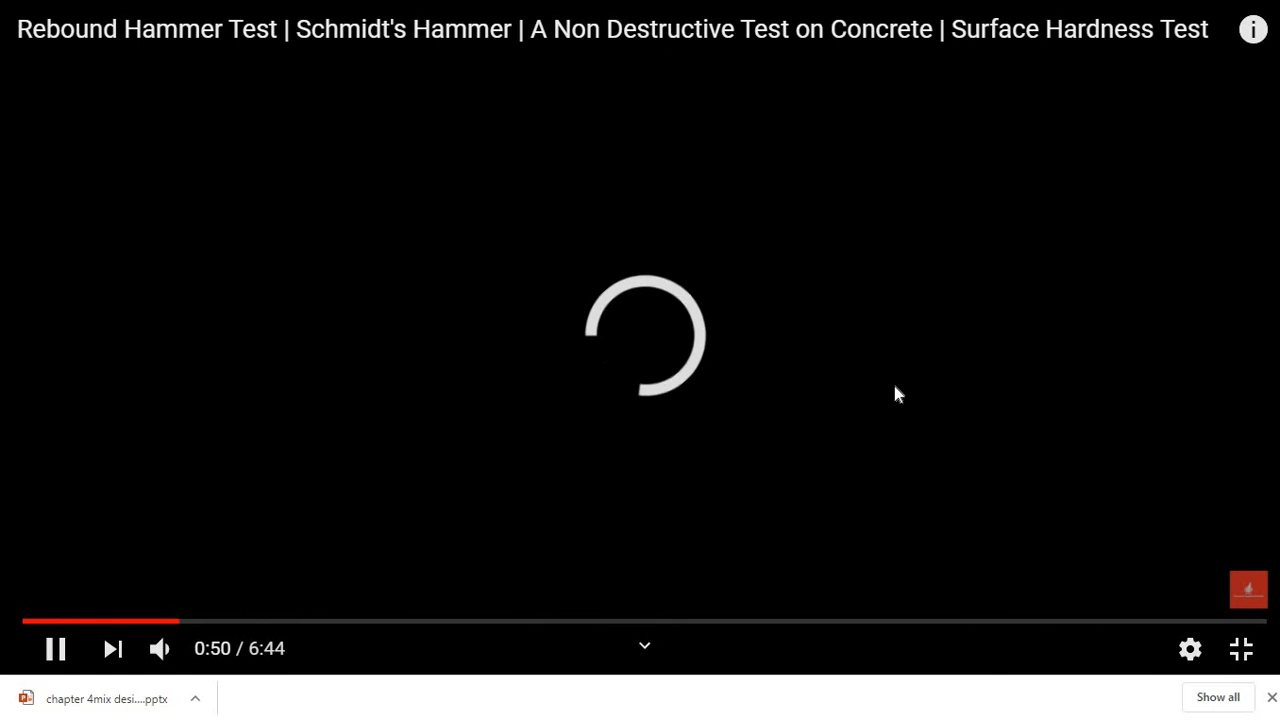 Rebound Hammer Test | Schmidt's Hammer | A Non Destructive Test on Concrete | Surface Hardness Test
0:50 / 6:44
chapter 4mix desi....pptx
Show all